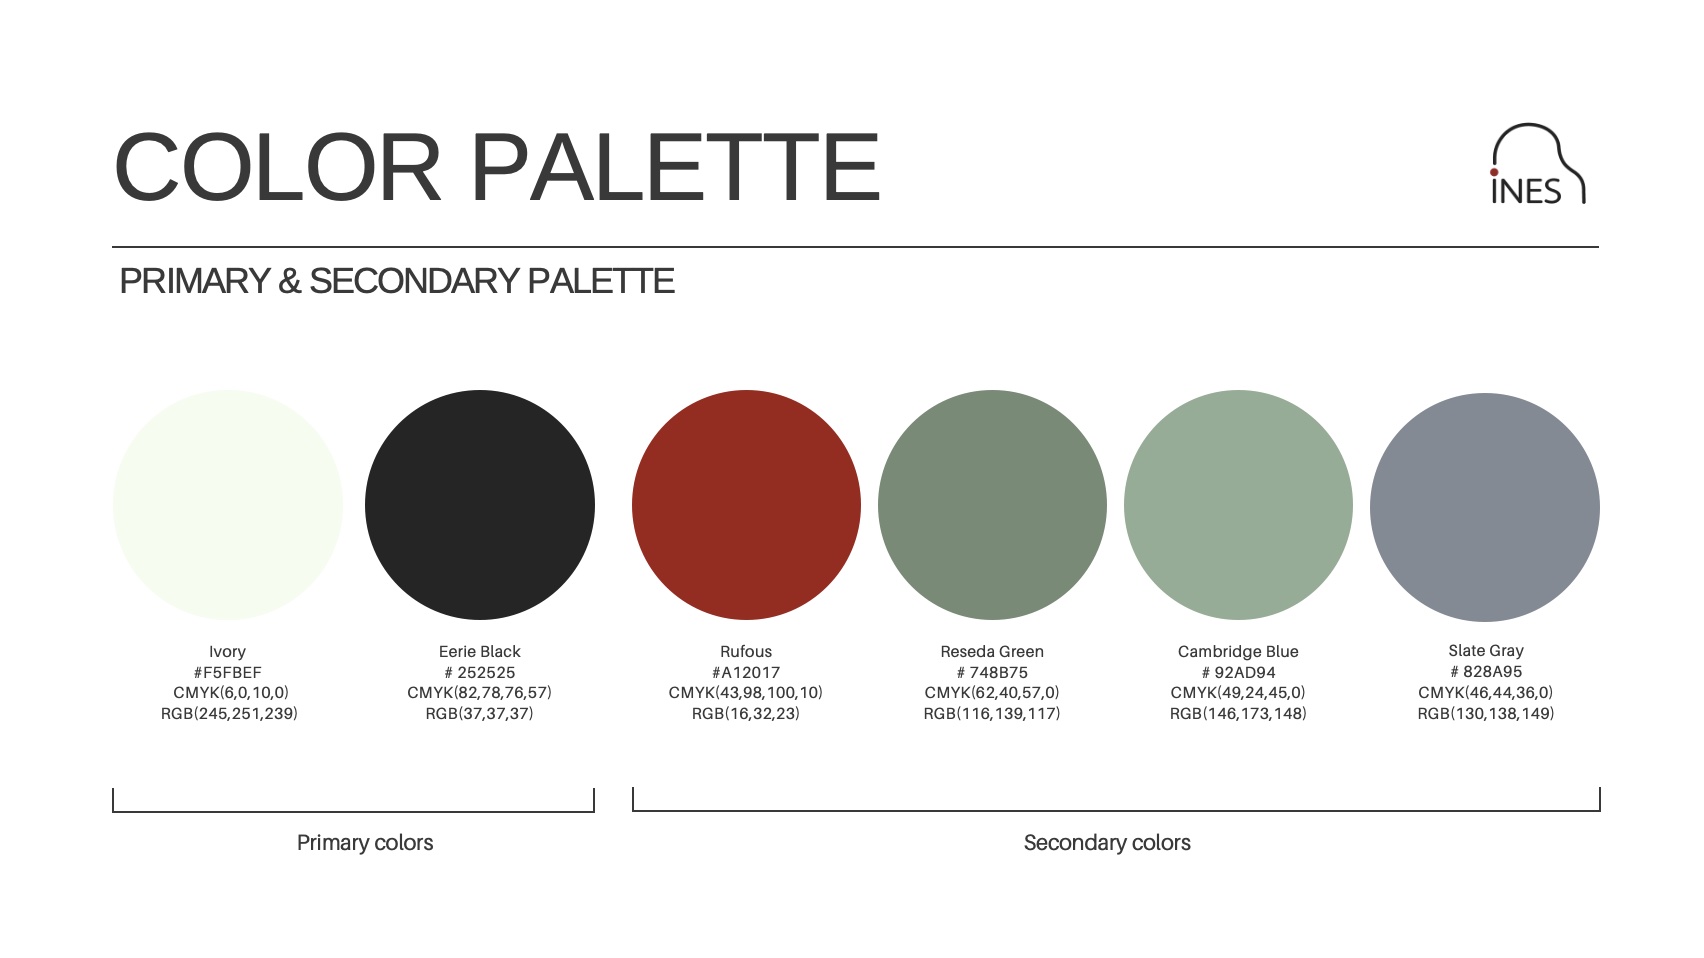 COLOR PALETTE
iNES
PRIMARY & SECONDARY PALETTE
Ivory
#F5FBEF
CMYK(6,0,10,0)
RGB(245,251,239)
Eerie Black
# 252525
CMYK(82,78,76,57)
RGB(37,37,37)
Rufous
#A12017
CMYK(43,98,100,10)
RGB(16,32,23)
Reseda Green
# 748B75
CMYK(62,40,57,0)
RGB(116,139,117)
Cambridge Blue
# 92AD94
CMYK(49,24,45,0)
RGB(146,173,148)
Slate Gray
# 828A95
CMYK(46,44,36,0)
RGB(130,138,149)
Primary colors
Secondary colors